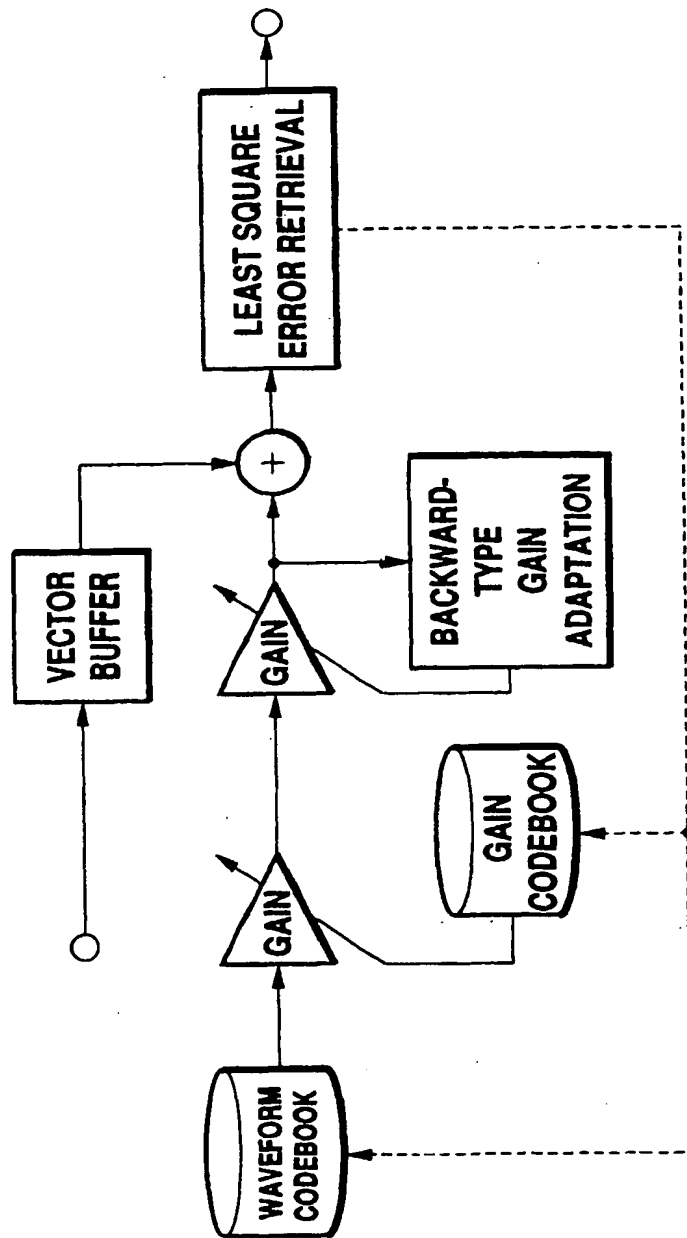 VECTOR
BUFFER
WAVEFORM
CODEBOOK
GAIN
GAIN
+
LEAST SQUARE
ERROR RETRIEVAL
GAIN
CODEBOOK
BACKWARD-
TYPE
GAIN
ADAPTATION